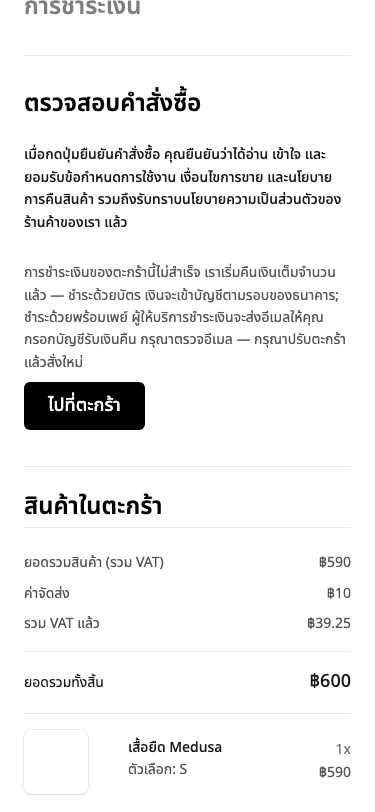 การชำระเงิน
ตรวจสอบคำสั่งซื้อ
เมื่อกดปุ่มยืนยันคำสั่งซื้อ คุณยืนยันว่าได้อ่าน เข้าใจ และ
ยอมรับข้อกำหนดการใช้งาน เงื่อนไขการขาย และนโยบาย
การคืนสินค้า รวมถึงรับทราบนโยบายความเป็นส่วนตัวของ
ร้านค้าของเรา แล้ว
การชำระเงินของตะกร้านี้ไม่สำเร็จ เราเริ่มคืนเงินเต็มจำนวน
แล้ว — ชำระด้วยบัตร เงินจะเข้าบัญชีตามรอบของธนาคาร;
ชำระด้วยพร้อมเพย์ ผู้ให้บริการชำระเงินจะส่งอีเมลให้คุณ
กรอกบัญชีรับเงินคืน กรุณาตรวจอีเมล — กรุณาปรับตะกร้า
แล้วสั่งใหม่
ไปที่ตะกร้า
สินค้าในตะกร้า
ยอดรวมสินค้า (รวม VAT) ฿590
ค่าจัดส่ง ฿10
รวม VAT แล้ว ฿39.25
ยอดรวมทั้งสิ้น ฿600
เสื้อยืด Medusa 1x
ตัวเลือก: S ฿590